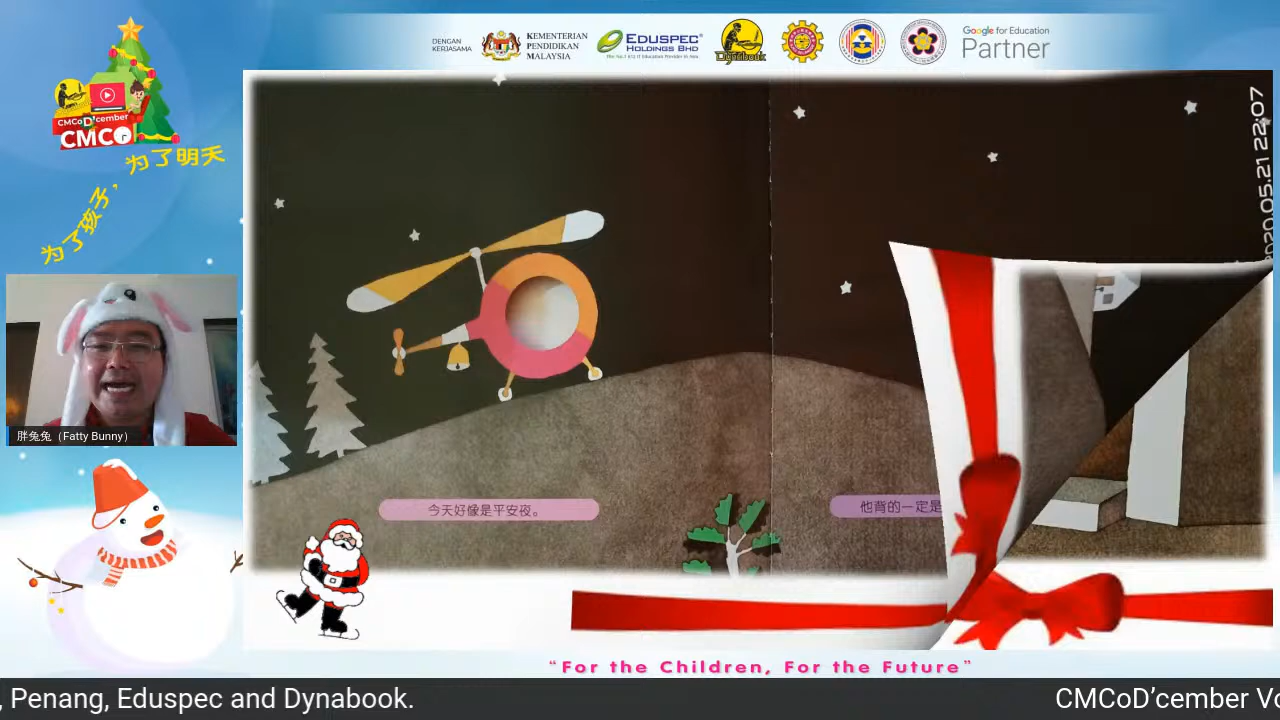 DENGAN
KERJASAMA
KEMENTERIAN
PENDIDIKAN
MALAYSIA
EDUSPEC
HOLDINGS BHD
Dynabook
Google for Education
Partner
CMCoD'cember
CMCO
为了孩子，为了明天
2020.05.21 22:07
胖兔兔（Fatty Bunny）
今天好像是平安夜。
他背的一定是
“For the Children, For the Future”
, Penang, Eduspec and Dynabook.
CMCoD’cember Vo